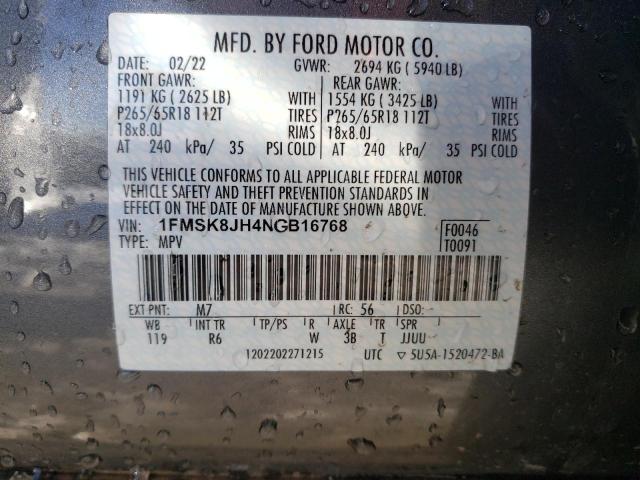 MFD. BY FORD MOTOR CO.
DATE: 02/22 GVWR: 2694 KG ( 5940 LB)
FRONT GAWR: REAR GAWR:
1191 KG ( 2625 LB) WITH 1554 KG ( 3425 LB) WITH
P265/65R18 112T TIRES P265/65R18 112T TIRES
18x8.0J RIMS 18x8.0J RIMS
AT 240 kPa/ 35 PSI COLD AT 240 kPa/ 35 PSI COLD
THIS VEHICLE CONFORMS TO ALL APPLICABLE FEDERAL MOTOR
VEHICLE SAFETY AND THEFT PREVENTION STANDARDS IN
EFFECT ON THE DATE OF MANUFACTURE SHOWN ABOVE.
VIN: 1FMSK8JH4NGB16768 F0046
TYPE: MPV T0091
EXT PNT: M7 RC: 56 DSO:
WB INT TR TP/PS R AXLE TR SPR
119 R6 W 3B T JJUU
1202202271215 UTC ▽ 5U5A-1520472-BA